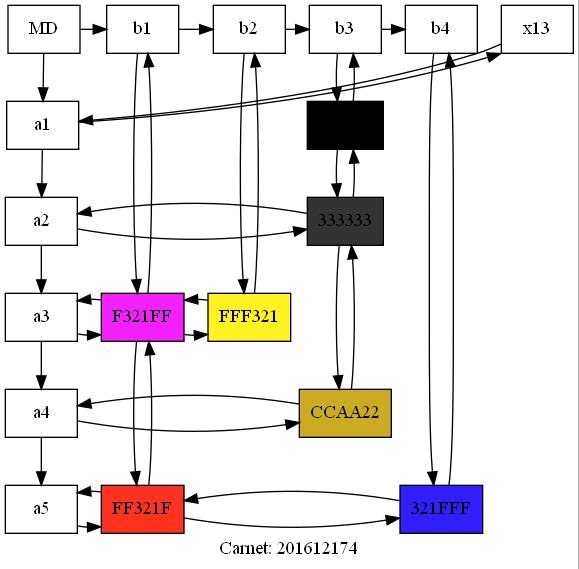 MD b1 b2 b3 b4 x13
a1
a2 333333
a3 F321FF FFF321
a4 CCAA22
a5 FF321F 321FFF
Carnet: 201612174